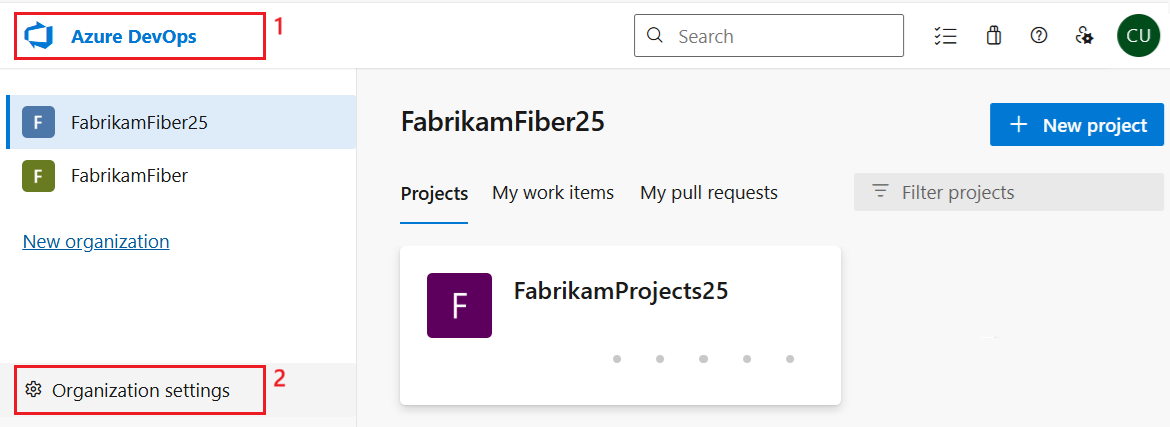 Azure DevOps 1
Search
CU
F FabrikamFiber25
F FabrikamFiber
New organization
Organization settings 2
FabrikamFiber25
+ New project
Projects My work items My pull requests
Filter projects
F FabrikamProjects25